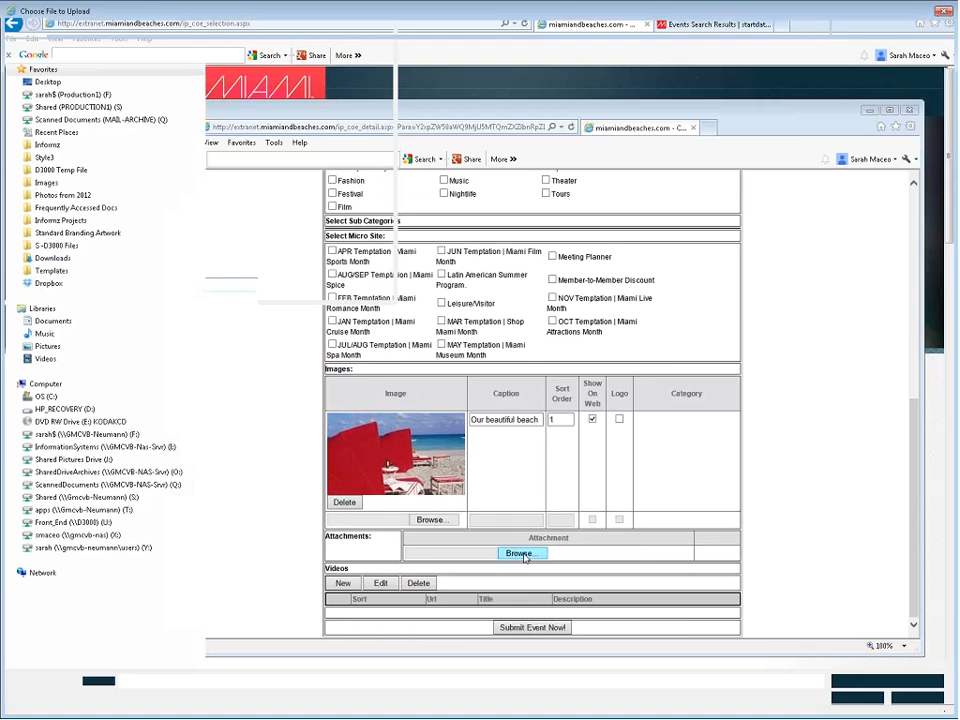 Choose File to Upload
http://extranet.miamiandbeaches.com/ip_coe_selection.aspx
miamiandbeaches.com - ...
Events Search Results | startdat...
Google
Search
Share
More »
Sarah Maceo
Favorites
Desktop
sarah$ (Production1) (F)
Shared (PRODUCTION1) (S)
Scanned Documents (MAIL-ARCHIVE) (Q)
Recent Places
Informz
Style3
D3000 Temp File
Images
Photos from 2012
Frequently Accessed Docs
Informz Projects
Standard Branding Artwork
S -D3000 Files
Downloads
Templates
Dropbox
Libraries
Documents
Music
Pictures
Videos
Computer
OS (C:)
HP_RECOVERY (D:)
DVD RW Drive (E:) KODAKCD
sarah$ (\\GMCVB-Neumann) (F:)
InformationSystems (\\GMCVB-Nas-Srvr) (I:)
Shared Pictures Drive (J:)
SharedDriveArchives (\\GMCVB-NAS-Srvr) (O:)
ScannedDocuments (\\GMCVB-NAS-Srvr) (Q:)
Shared (\\Gmcvb-Neumann) (S:)
apps (\\Gmcvb-Neumann) (T:)
Front_End (\\D3000) (U:)
smaceo (\\gmcvb-nas) (X:)
sarah (\\gmcvb-neumann\users) (Y:)
Network
MIAMI
miamiandbeaches.com - C...
View Favorites Tools Help
Search
Share
More »
Sarah Maceo
Fashion Music Theater
Festival Nightlife Tours
Film
Select Sub Categories
Select Micro Site:
APR Temptation | Miami Sports Month
JUN Temptation | Miami Film Month
Meeting Planner
AUG/SEP Temptation | Miami Spice
Latin American Summer Program.
Member-to-Member Discount
FEB Temptation | Miami Romance Month
Leisure/Visitor
NOV Temptation | Miami Live Month
JAN Temptation | Miami Cruise Month
MAR Temptation | Shop Miami Month
OCT Temptation | Miami Attractions Month
JUL/AUG Temptation | Miami Spa Month
MAY Temptation | Miami Museum Month
Images:
Image Caption Sort Order Show On Web Logo Category
Our beautiful beach 1
Delete
Browse...
Attachments:
Attachment
Browse...
Videos
New Edit Delete
Sort Url Title Description
Submit Event Now!
100%